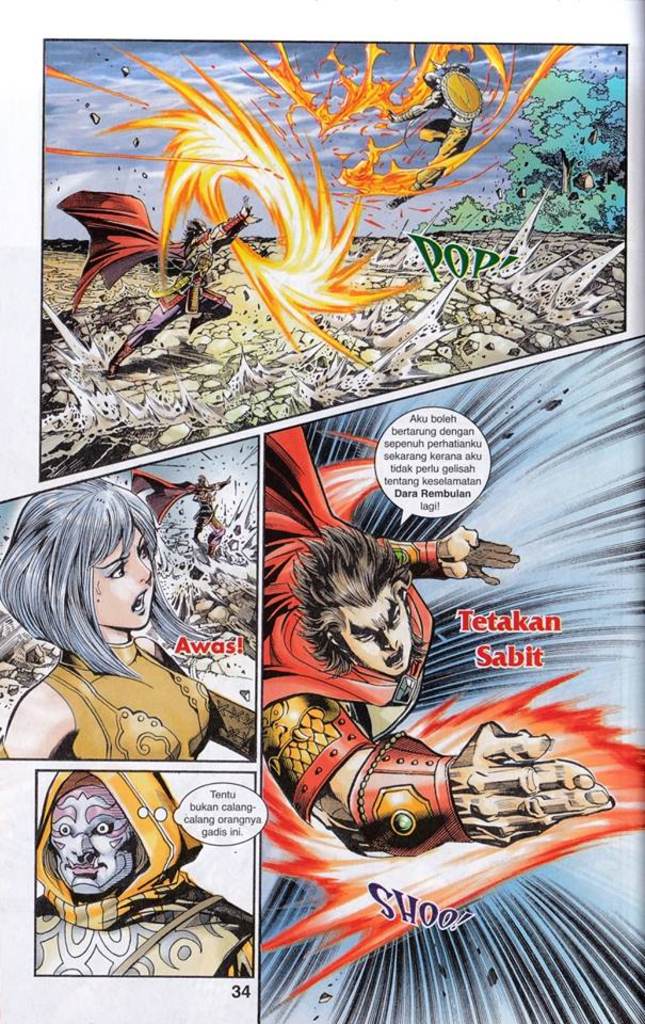 POP!
Aku boleh
bertarung dengan
sepenuh perhatianku
sekarang kerana aku
tidak perlu gelisah
tentang keselamatan
Dara Rembulan
lagi!
Awas!
Tetakan
Sabit
Tentu
bukan calang-
calang orangnya
gadis ini.
SHOO!
34